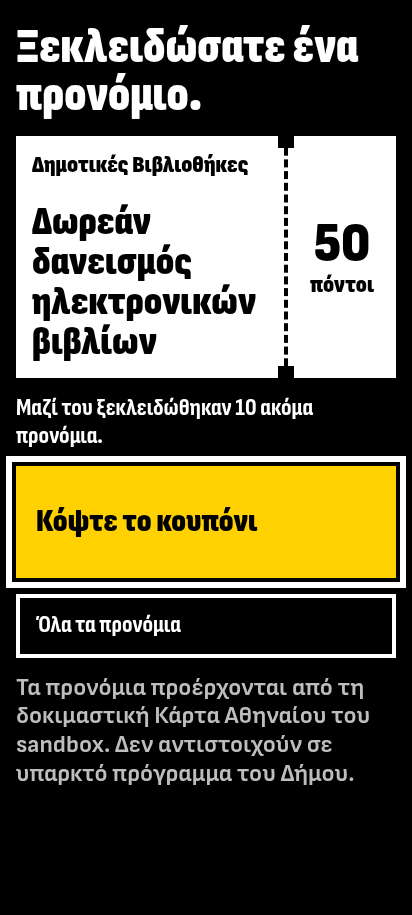 Ξεκλειδώσατε ένα
προνόμιο.
Δημοτικές Βιβλιοθήκες
Δωρεάν
δανεισμός
ηλεκτρονικών
βιβλίων
50
πόντοι
Μαζί του ξεκλειδώθηκαν 10 ακόμα
προνόμια.
Κόψτε το κουπόνι
Όλα τα προνόμια
Τα προνόμια προέρχονται από τη
δοκιμαστική Κάρτα Αθηναίου του
sandbox. Δεν αντιστοιχούν σε
υπαρκτό πρόγραμμα του Δήμου.